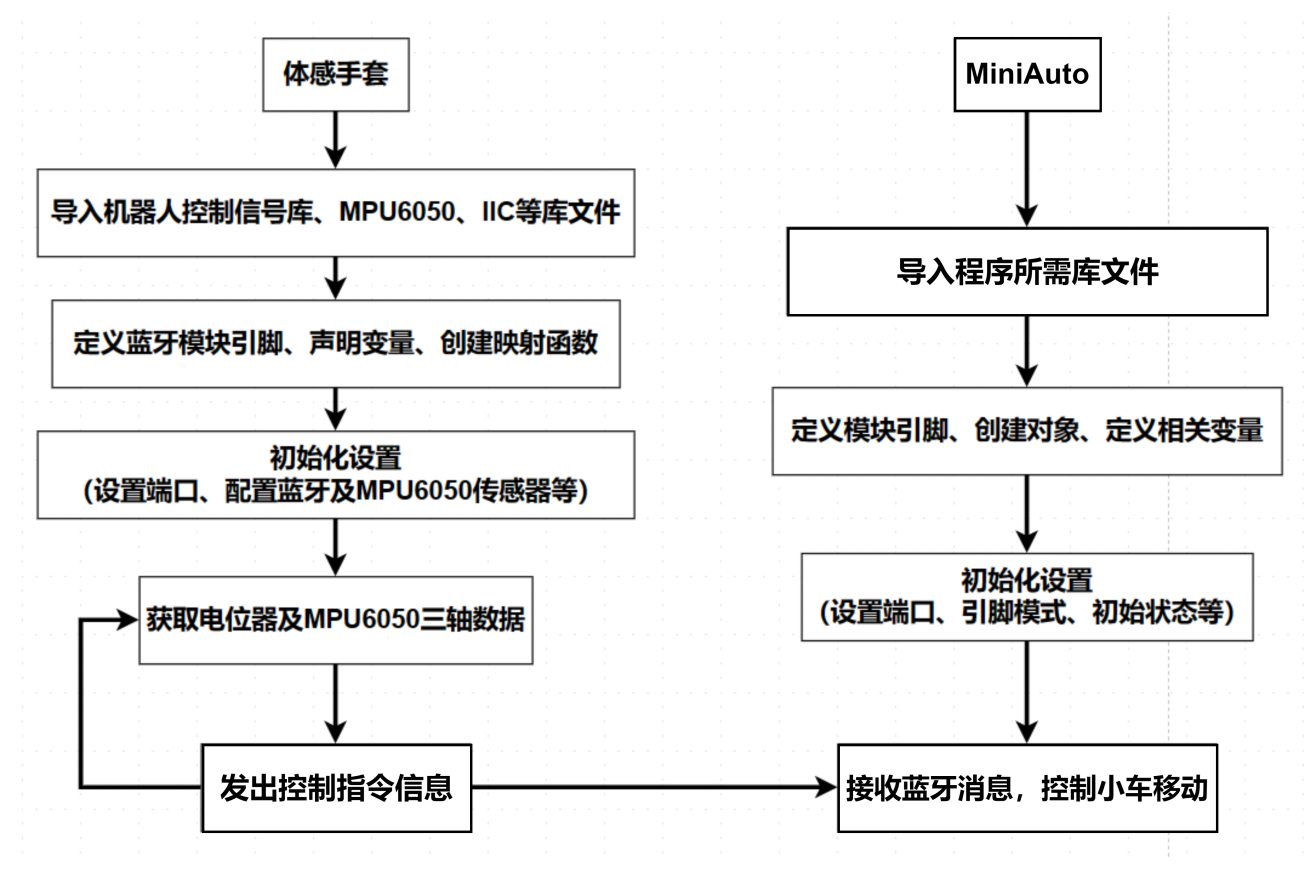 体感手套
导入机器人控制信号库、MPU6050、IIC等库文件
定义蓝牙模块引脚、声明变量、创建映射函数
初始化设置
（设置端口、配置蓝牙及MPU6050传感器等）
获取电位器及MPU6050三轴数据
发出控制指令信息
MiniAuto
导入程序所需库文件
定义模块引脚、创建对象、定义相关变量
初始化设置
（设置端口、引脚模式、初始状态等）
接收蓝牙消息，控制小车移动